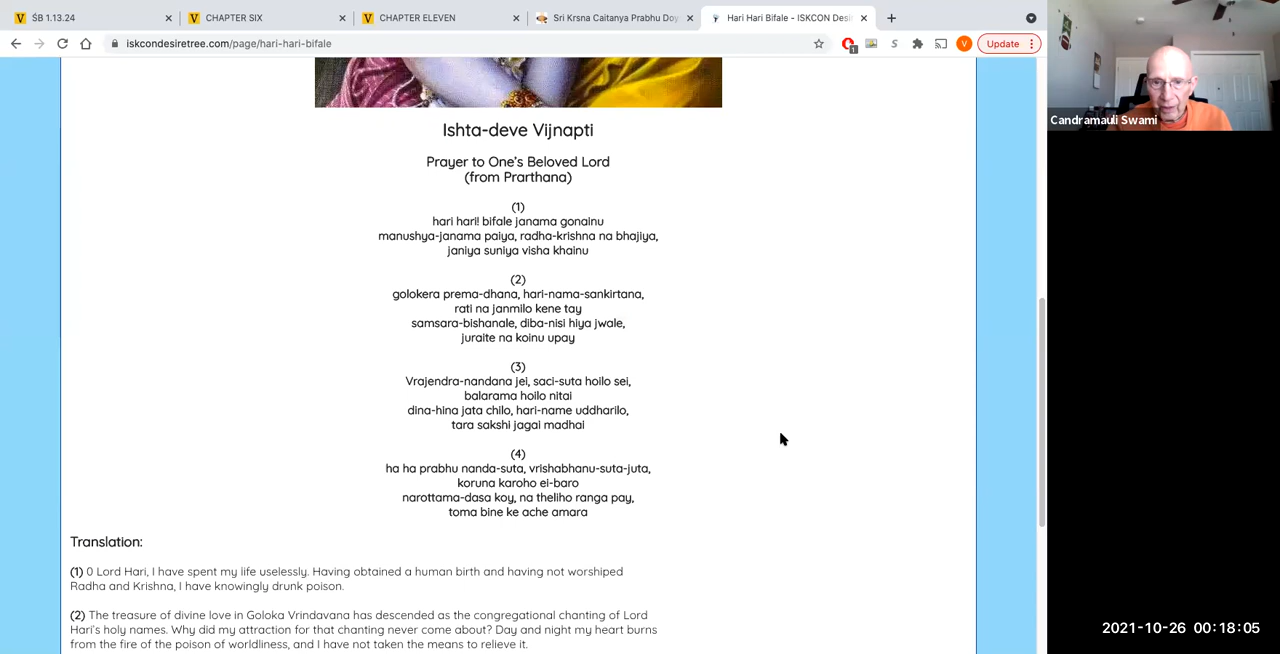 ŚB 1.13.24
CHAPTER SIX
CHAPTER ELEVEN
Sri Krsna Caitanya Prabhu Doy
Hari Hari Bifale - ISKCON Desi
iskcondesiretree.com/page/hari-hari-bifale
1
S
V
Update
Candramauli Swami
Ishta-deve Vijnapti
Prayer to One's Beloved Lord
(from Prarthana)
(1)
hari hari! bifale janama gonainu
manushya-janama paiya, radha-krishna na bhajiya,
janiya suniya visha khainu
(2)
golokera prema-dhana, hari-nama-sankirtana,
rati na janmilo kene tay
samsara-bishanale, diba-nisi hiya jwale,
juraite na koinu upay
(3)
Vrajendra-nandana jei, saci-suta hoilo sei,
balarama hoilo nitai
dina-hina jata chilo, hari-name uddharilo,
tara sakshi jagai madhai
(4)
ha ha prabhu nanda-suta, vrishabhanu-suta-juta,
koruna karoho ei-baro
narottama-dasa koy, na theliho ranga pay,
toma bine ke ache amara
Translation:
(1) 0 Lord Hari, I have spent my life uselessly. Having obtained a human birth and having not worshiped
Radha and Krishna, I have knowingly drunk poison.
(2) The treasure of divine love in Goloka Vrindavana has descended as the congregational chanting of Lord
Hari's holy names. Why did my attraction for that chanting never come about? Day and night my heart burns
from the fire of the poison of worldliness, and I have not taken the means to relieve it.
2021-10-26 00:18:05